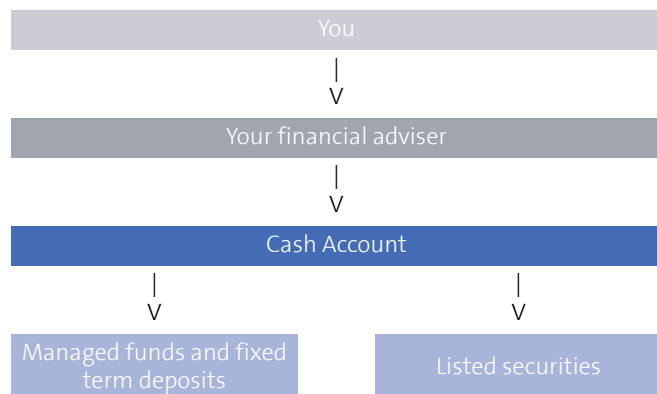 You
Your financial adviser
Cash Account
Managed funds and fixed
term deposits
Listed securities